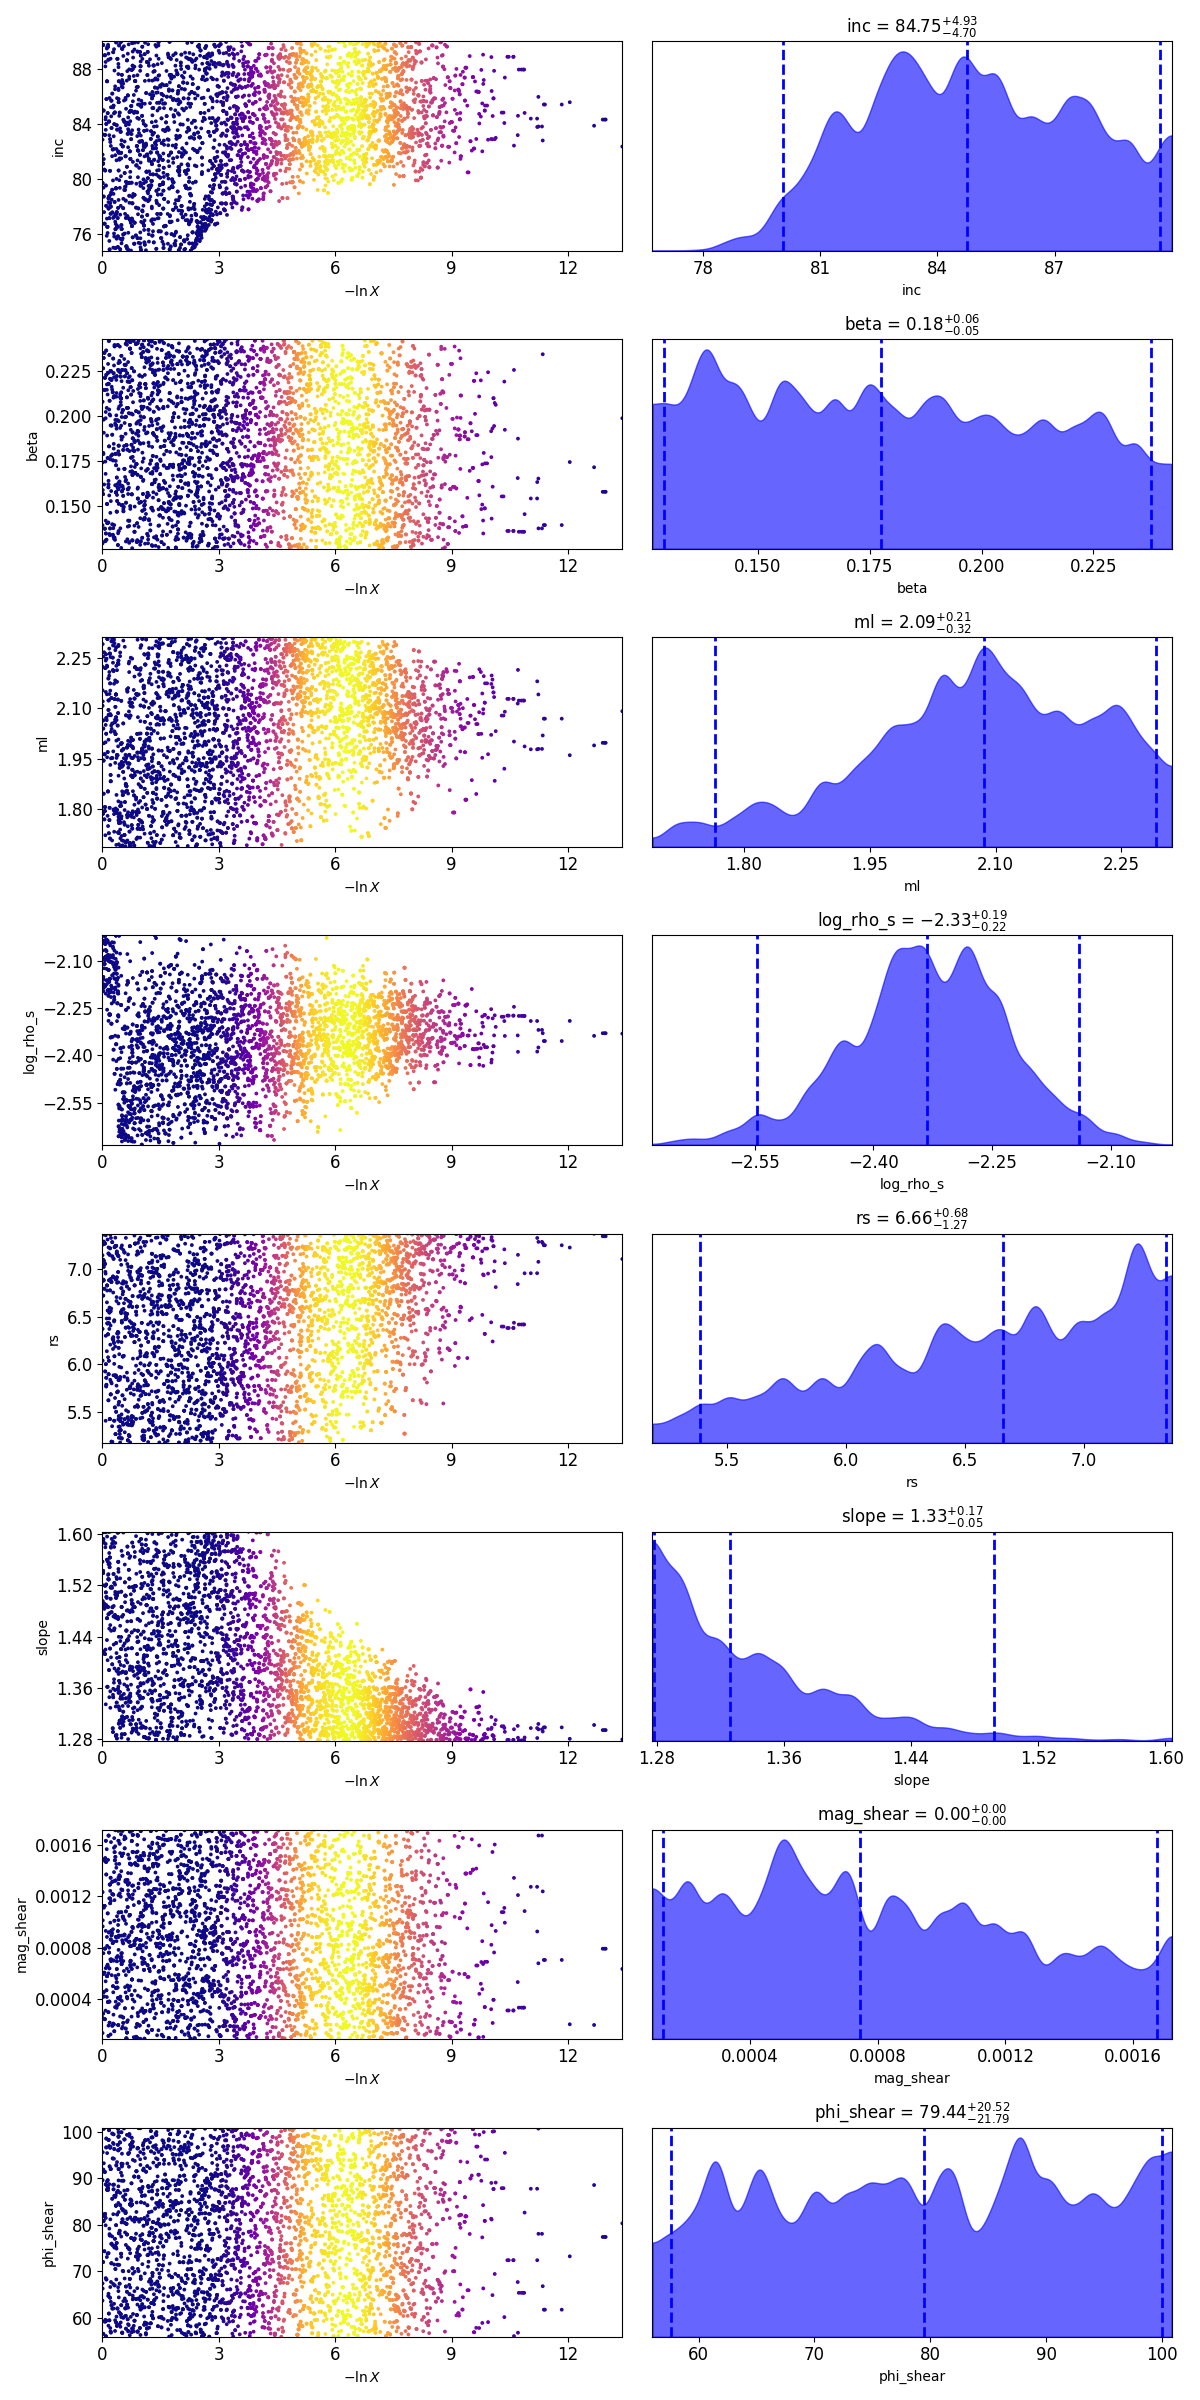 inc = 84.75 +4.93 −4.70
88
84
80
76
inc
0 3 6 9 12
−ln X
78 81 84 87
inc
beta = 0.18 +0.06 −0.05
0.225
0.200
0.175
0.150
beta
0 3 6 9 12
−ln X
0.150 0.175 0.200 0.225
beta
ml = 2.09 +0.21 −0.32
2.25
2.10
1.95
1.80
ml
0 3 6 9 12
−ln X
1.80 1.95 2.10 2.25
ml
log_rho_s = −2.33 +0.19 −0.22
−2.10
−2.25
−2.40
−2.55
log_rho_s
0 3 6 9 12
−ln X
−2.55 −2.40 −2.25 −2.10
log_rho_s
rs = 6.66 +0.68 −1.27
7.0
6.5
6.0
5.5
rs
0 3 6 9 12
−ln X
5.5 6.0 6.5 7.0
rs
slope = 1.33 +0.17 −0.05
1.60
1.52
1.44
1.36
1.28
slope
0 3 6 9 12
−ln X
1.28 1.36 1.44 1.52 1.60
slope
mag_shear = 0.00 +0.00 −0.00
0.0016
0.0012
0.0008
0.0004
mag_shear
0 3 6 9 12
−ln X
0.0004 0.0008 0.0012 0.0016
mag_shear
phi_shear = 79.44 +20.52 −21.79
100
90
80
70
60
phi_shear
0 3 6 9 12
−ln X
60 70 80 90 100
phi_shear